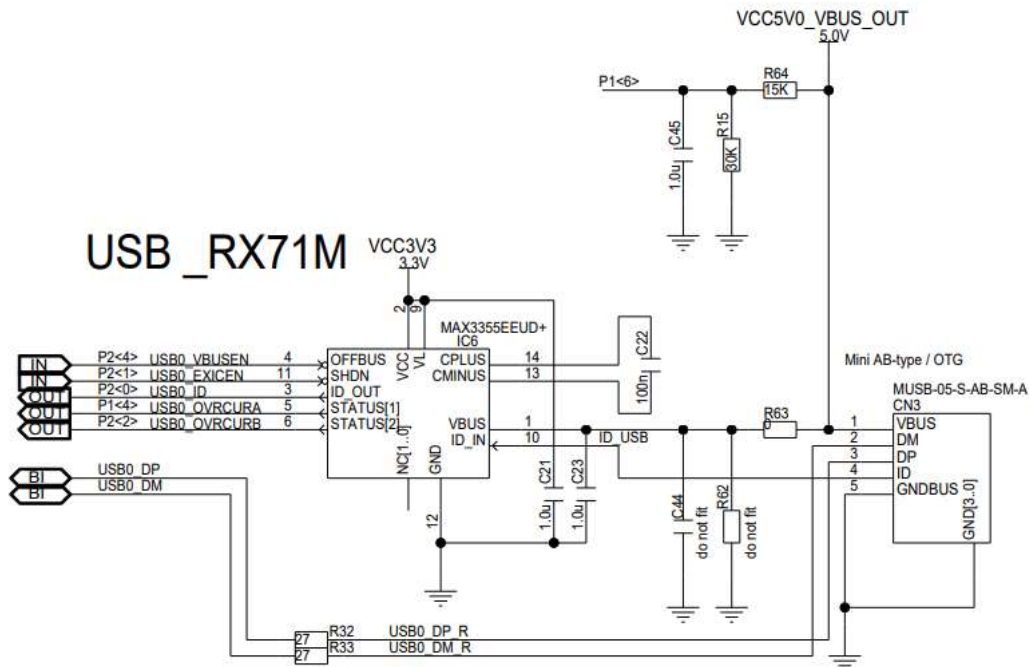 VCC5V0_VBUS_OUT
5.0V
P1<6>
R64
15K
C45
1.0u
R15
30K
USB _RX71M
VCC3V3
3.3V
2
9
MAX3355EEUD+
IC6
IN P2<4> USB0_VBUSEN 4 OFFBUS
IN P2<1> USB0_EXICEN 11 SHDN
OUT P2<0> USB0_ID 3 ID_OUT
OUT P1<4> USB0_OVRCURA 5 STATUS[1]
OUT P2<2> USB0_OVRCURB 6 STATUS[2]
VCC
VL
CPLUS 14
CMINUS 13
C22
100n
VBUS 1
ID_IN 10 ID_USB
NC[1..0]
GND
12
C21
1.0u
C23
1.0u
C44
do not fit
R62
do not fit
R63
0
Mini AB-type / OTG
MUSB-05-S-AB-SM-A
CN3
1 VBUS
2 DM
3 DP
4 ID
5 GNDBUS
GND[3..0]
BI USB0_DP
BI USB0_DM
27 R32 USB0_DP_R
27 R33 USB0_DM_R